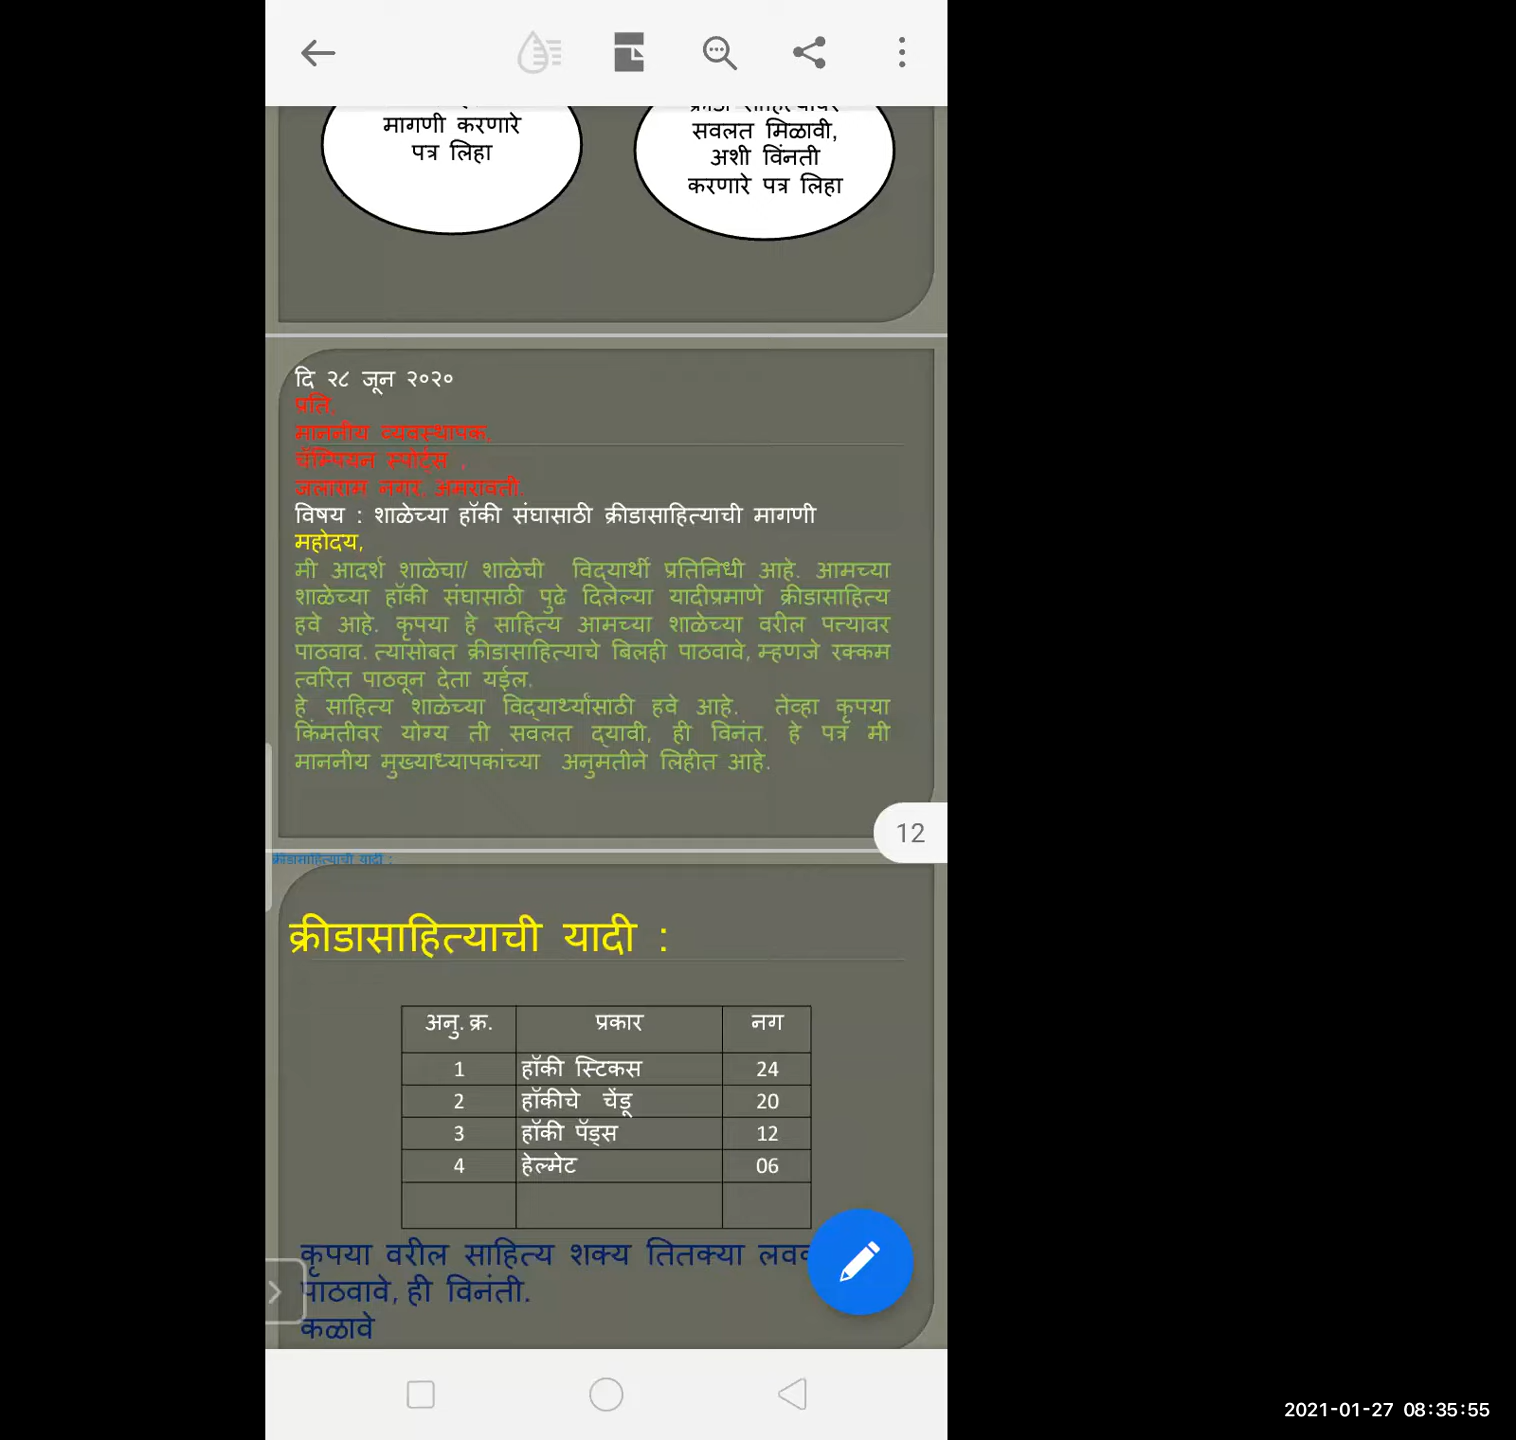 मागणी करणारे
पत्र लिहा
सवलत मिळावी,
अशी विंनती
करणारे पत्र लिहा
दि २८ जून २०२०
प्रति,
माननीय व्यवस्थापक,
चॅम्पियन स्पोर्ट्स ,
जलाराम नगर, अमरावती.
विषय : शाळेच्या हॉकी संघासाठी क्रीडासाहित्याची मागणी
महोदय,
मी आदर्श शाळेचा/ शाळेची विद्यार्थी प्रतिनिधी आहे. आमच्या
शाळेच्या हॉकी संघासाठी पुढे दिलेल्या यादीप्रमाणे क्रीडासाहित्य
हवे आहे. कृपया हे साहित्य आमच्या शाळेच्या वरील पत्त्यावर
पाठवाव. त्यासोबत क्रीडासाहित्याचे बिलही पाठवावे, म्हणजे रक्कम
त्वरित पाठवून देता यईल.
हे साहित्य शाळेच्या विद्यार्थ्यांसाठी हवे आहे. तेंव्हा कृपया
किंमतीवर योग्य ती सवलत द्यावी, ही विनंत. हे पत्र मी
माननीय मुख्याध्यापकांच्या अनुमतीने लिहीत आहे.
12
क्रीडासाहित्याची यादी :
क्रीडासाहित्याची यादी :
अनु. क्र. प्रकार नग
1 हॉकी स्टिकस 24
2 हॉकीचे चेंडू 20
3 हॉकी पॅड्स 12
4 हेल्मेट 06
कृपया वरील साहित्य शक्य तितक्या
पाठवावे, ही विनंती.
कळावे
2021-01-27 08:35:55